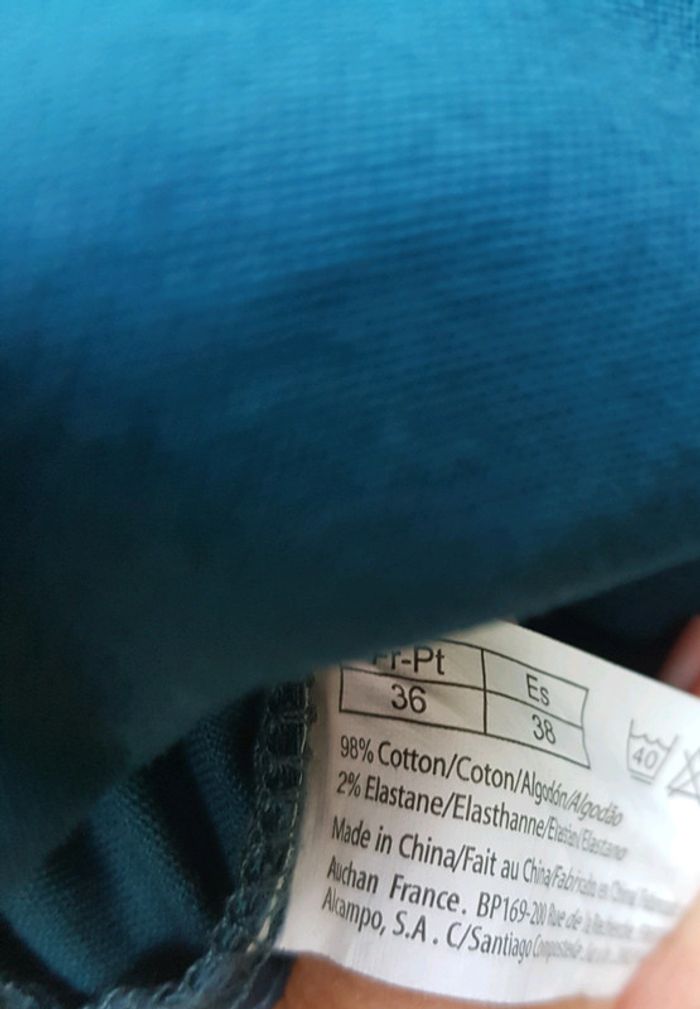 Fr-Pt Es
36 38
40
98% Cotton/Coton/Algodón/Algodão
2% Elastane/Elasthanne/Elastán/Elastano
Made in China/Fait au China/Fabricado en China/
Auchan France. BP169-200 Rue de la Recherche.
Alcampo, S.A. C/Santiago Compostela